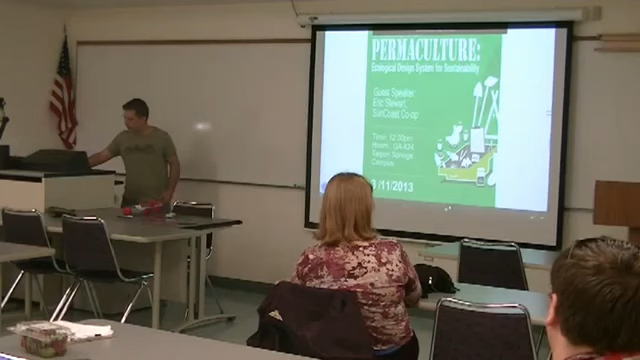 PERMACULTURE:
Ecological Design System for Sustainability
Guest Speaker:
Eric Stewart,
SunCoast Co-op
Time: 12:30pm
Room:
Tarpon Springs
Campus
/11/2013